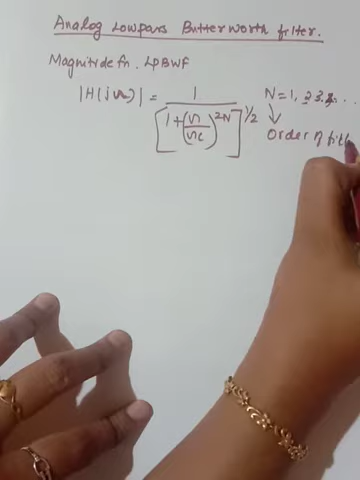 Analog Lowpass Butterworth filter.
Magnitude fn. LPBWF
|H(jΩ)| = 1 / [1+(Ω/Ωc)^2N]^1/2 N=1, 2 3. ...
Order of filt